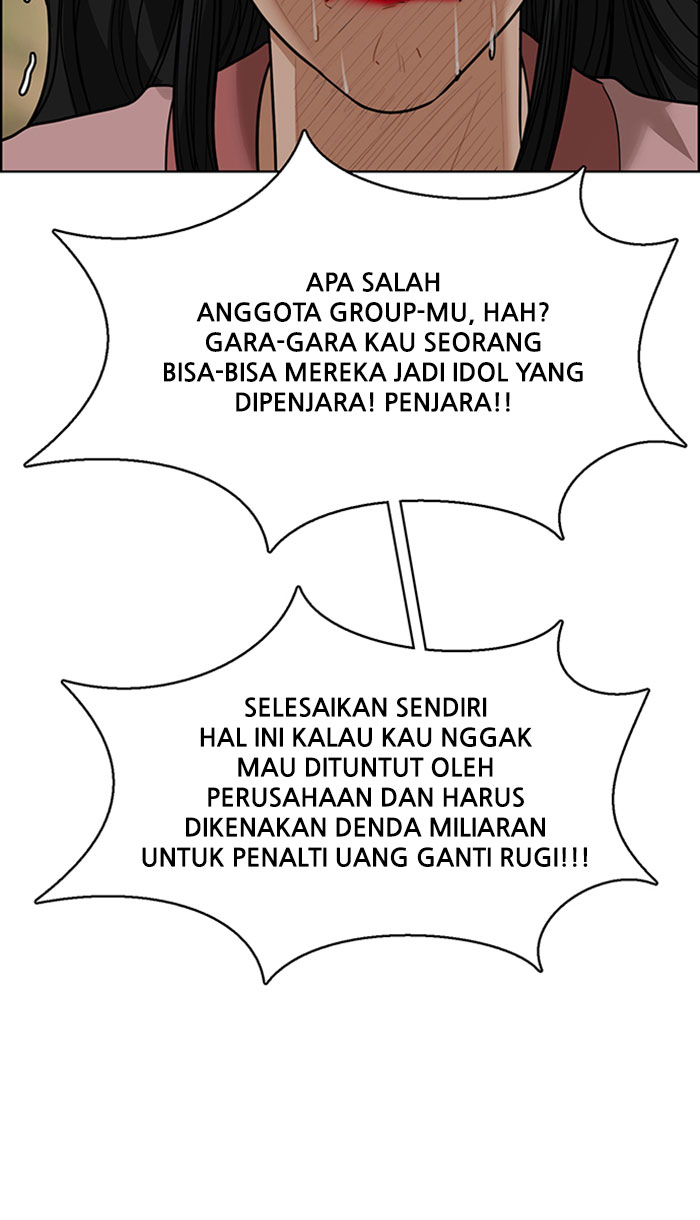 APA SALAH
ANGGOTA GROUP-MU, HAH?
GARA-GARA KAU SEORANG
BISA-BISA MEREKA JADI IDOL YANG
DIPENJARA! PENJARA!!
SELESAIKAN SENDIRI
HAL INI KALAU KAU NGGAK
MAU DITUNTUT OLEH
PERUSAHAAN DAN HARUS
DIKENAKAN DENDA MILIARAN
UNTUK PENALTI UANG GANTI RUGI!!!